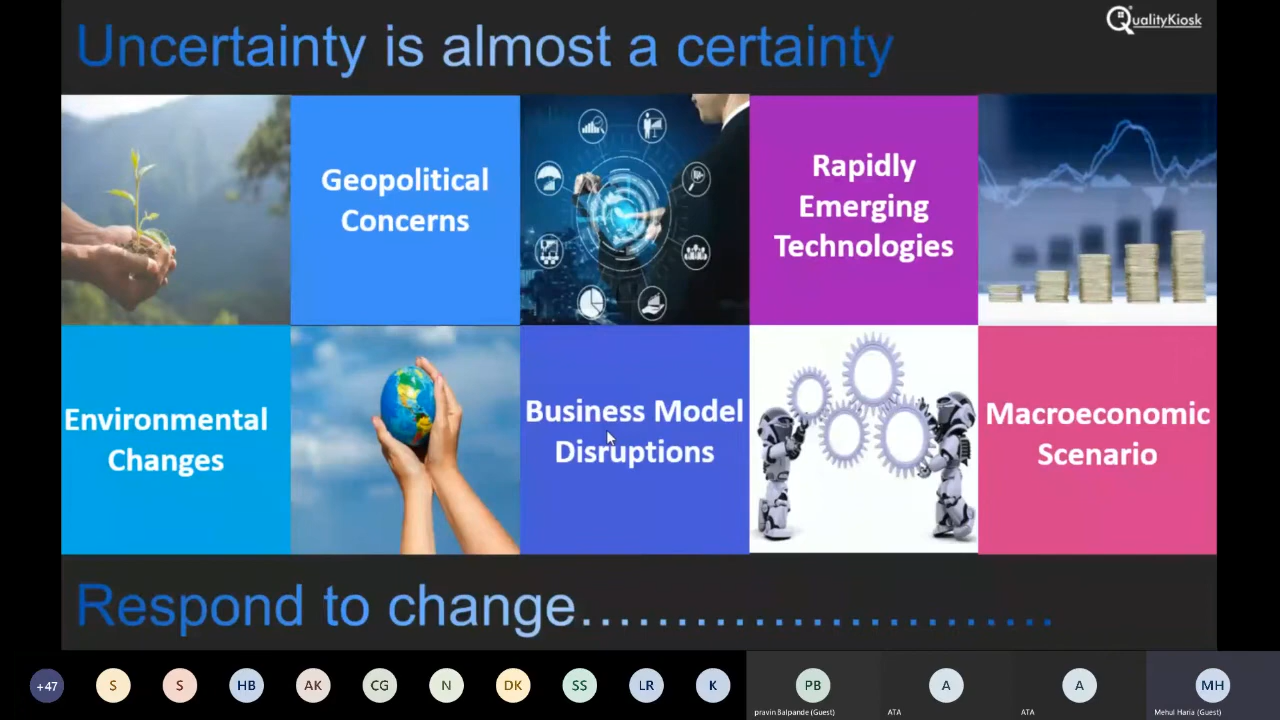 Uncertainty is almost a certainty
QualityKiosk
Geopolitical
Concerns
Rapidly
Emerging
Technologies
Environmental
Changes
Business Model
Disruptions
Macroeconomic
Scenario
Respond to change..............................
+47
S
S
HB
AK
CG
N
DK
SS
LR
K
PB
A
A
MH
pravin Balpande (Guest)
ATA
ATA
Mehul Haria (Guest)